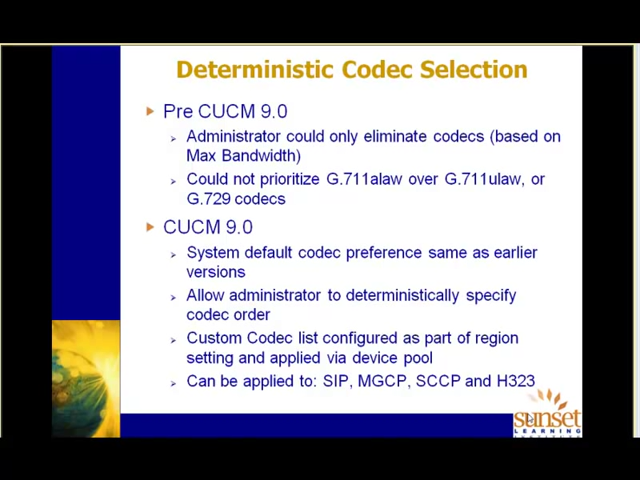 Deterministic Codec Selection
Pre CUCM 9.0
Administrator could only eliminate codecs (based on
Max Bandwidth)
Could not prioritize G.711alaw over G.711ulaw, or
G.729 codecs
CUCM 9.0
System default codec preference same as earlier
versions
Allow administrator to deterministically specify
codec order
Custom Codec list configured as part of region
setting and applied via device pool
Can be applied to: SIP, MGCP, SCCP and H323
sunset
LEARNING